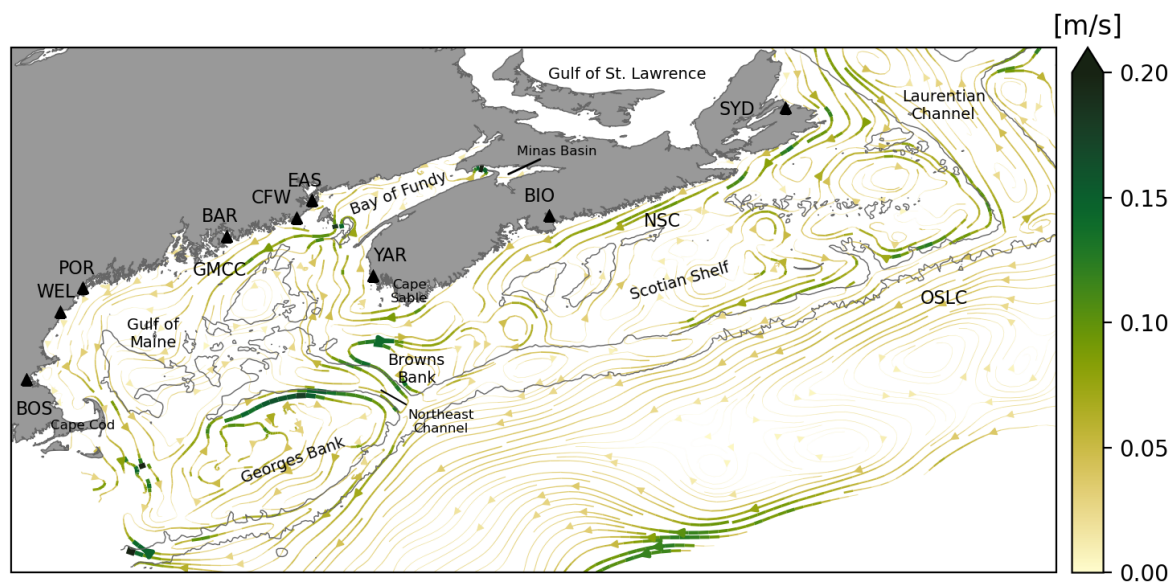 [m/s]
Gulf of St. Lawrence
Laurentian
Channel
SYD
0.20
Minas Basin
EAS
CFW
Bay of Fundy
BIO
BAR
NSC
0.15
YAR
GMCC
POR
Cape
Sable
Scotian Shelf
WEL
OSLC
Gulf of
Maine
0.10
Browns
Bank
BOS
Cape Cod
Northeast
Channel
Georges Bank
0.05
0.00